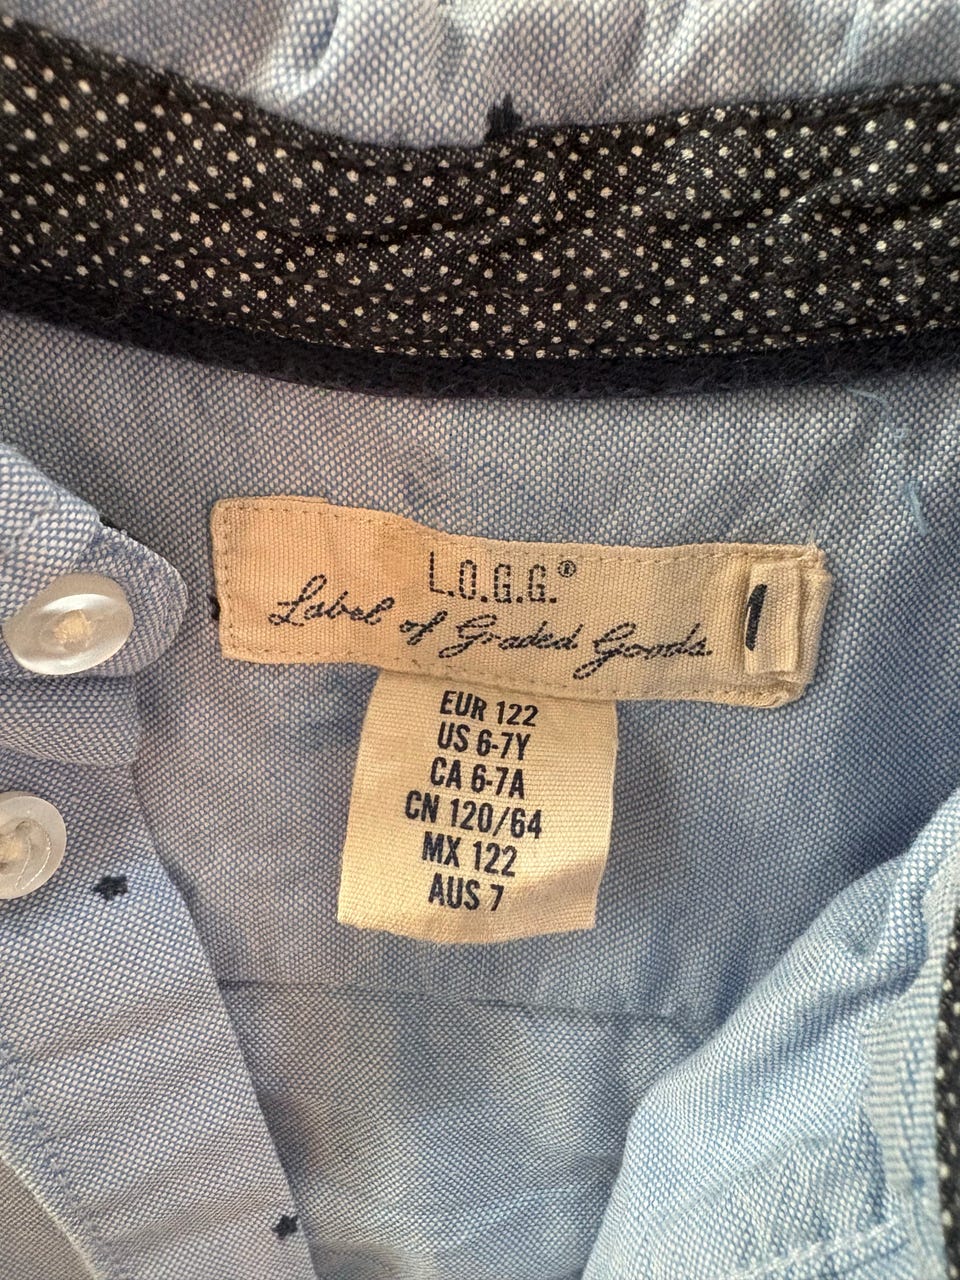 L.O.G.G.®
Label of Graded Goods
EUR 122
US 6-7Y
CA 6-7A
CN 120/64
MX 122
AUS 7